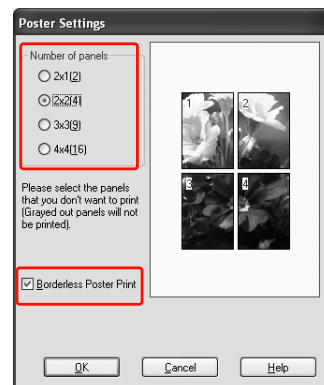 Poster Settings
Number of panels
2x1(2)
2x2(4)
3x3(9)
4x4(16)
1 2
3 4
Please select the panels
that you don't want to print
(Grayed out panels will not
be printed).
Borderless Poster Print
OK Cancel Help